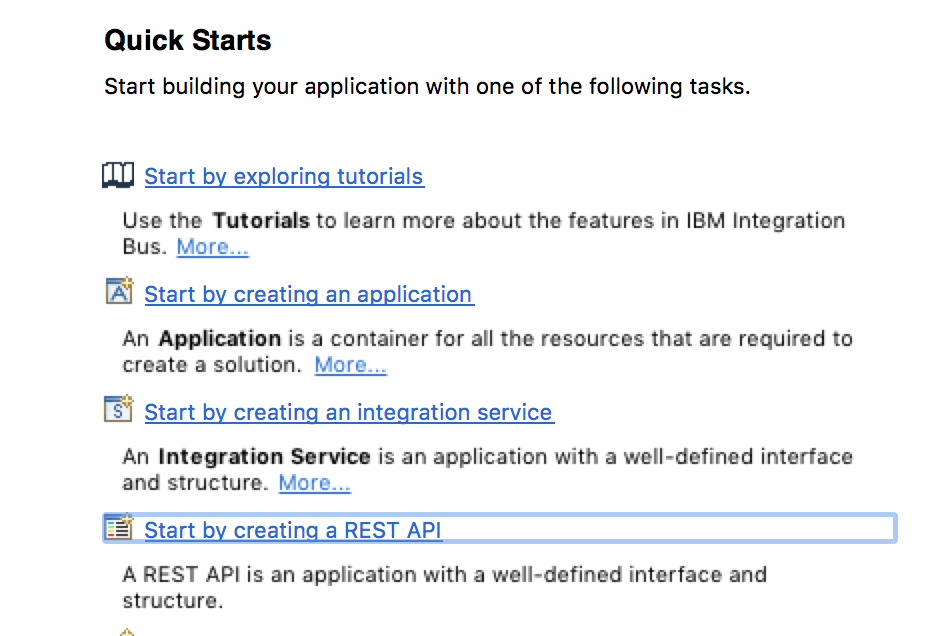 Quick Starts
Start building your application with one of the following tasks.
Start by exploring tutorials
Use the Tutorials to learn more about the features in IBM Integration
Bus. More...
A Start by creating an application
An Application is a container for all the resources that are required to
create a solution. More...
S Start by creating an integration service
An Integration Service is an application with a well-defined interface
and structure. More...
Start by creating a REST API
A REST API is an application with a well-defined interface and
structure.